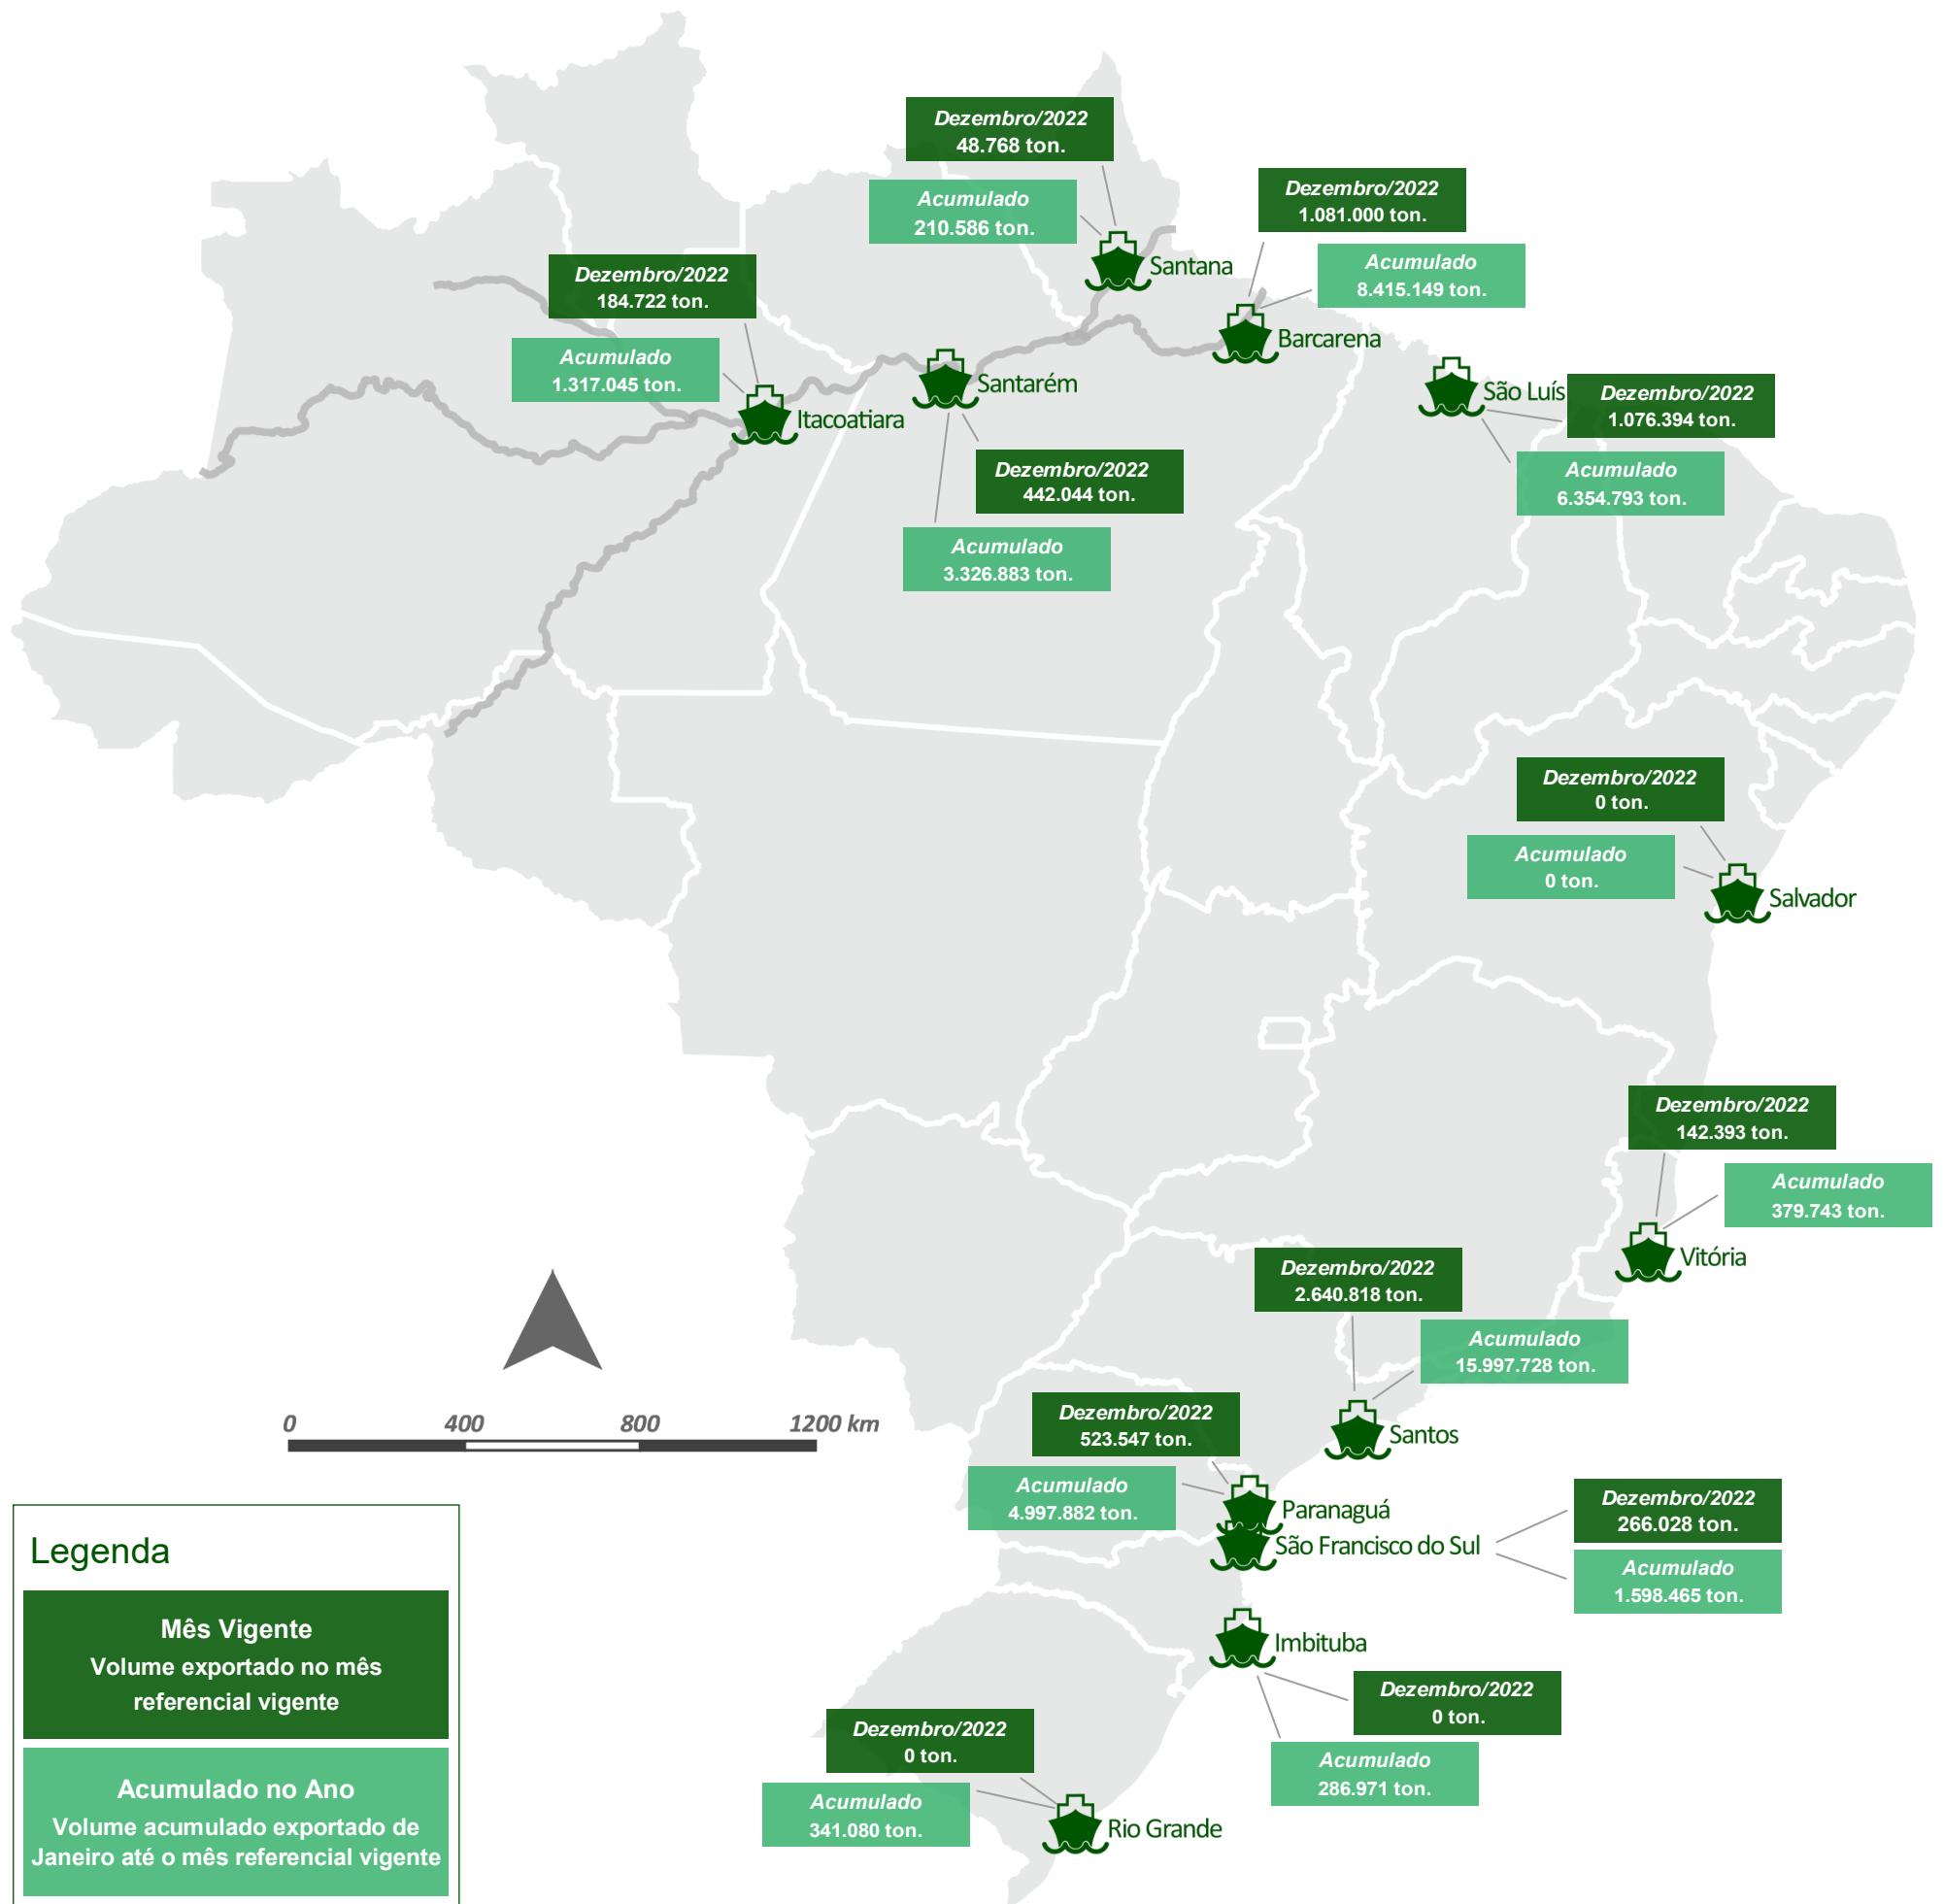 Dezembro/2022
48.768 ton.
Acumulado
210.586 ton.
Santana
Dezembro/2022
1.081.000 ton.
Acumulado
8.415.149 ton.
Barcarena
Dezembro/2022
184.722 ton.
Acumulado
1.317.045 ton.
Itacoatiara
Santarém
Dezembro/2022
442.044 ton.
Acumulado
3.326.883 ton.
São Luís
Dezembro/2022
1.076.394 ton.
Acumulado
6.354.793 ton.
Dezembro/2022
0 ton.
Acumulado
0 ton.
Salvador
Dezembro/2022
142.393 ton.
Acumulado
379.743 ton.
Vitória
Dezembro/2022
2.640.818 ton.
Acumulado
15.997.728 ton.
Santos
Dezembro/2022
523.547 ton.
Acumulado
4.997.882 ton.
Paranaguá
São Francisco do Sul
Dezembro/2022
266.028 ton.
Acumulado
1.598.465 ton.
Imbituba
Dezembro/2022
0 ton.
Acumulado
286.971 ton.
Dezembro/2022
0 ton.
Acumulado
341.080 ton.
Rio Grande
0 400 800 1200 km
Legenda
Mês Vigente
Volume exportado no mês
referencial vigente
Acumulado no Ano
Volume acumulado exportado de
Janeiro até o mês referencial vigente